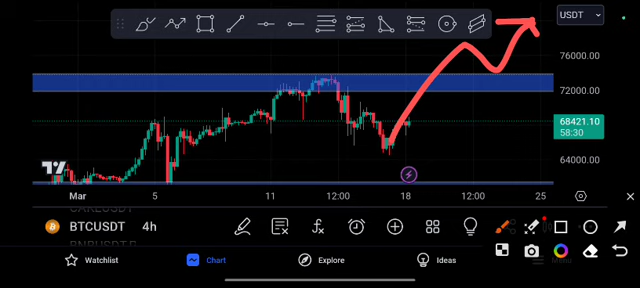 USDT
76000.00
72000.00
68421.10
58:30
64000.00
Mar 5 11 12:00 18 12:00 25
BTCUSDT 4h
Watchlist Chart Explore Ideas